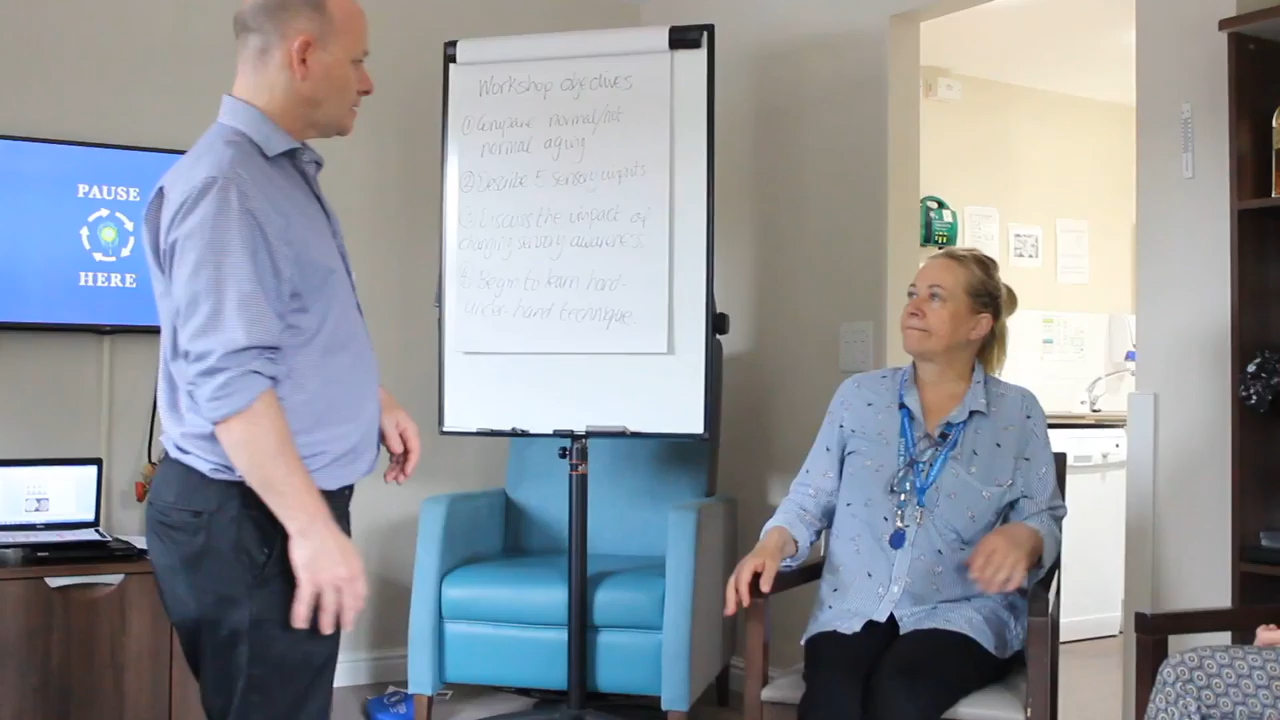 PAUSE
HERE
Workshop objectives
① Compare normal/not
normal aging
② Describe 5 sensory inputs
③ Discuss the impact of
changing sensory awareness
④ Begin to learn hand-
under-hand technique.